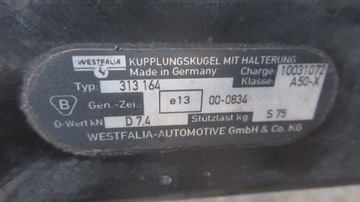 WESTFALIA KUPPLUNGSKUGEL MIT HALTERUNG
Made in Germany Charge: 10031072
Typ: 313 164 Klasse: A50-X
B Gen.-Zei.: e13 00-0834
D-Wert kN D 7.4 Stützlast kg: S 75
WESTFALIA-AUTOMOTIVE GmbH & Co. KG